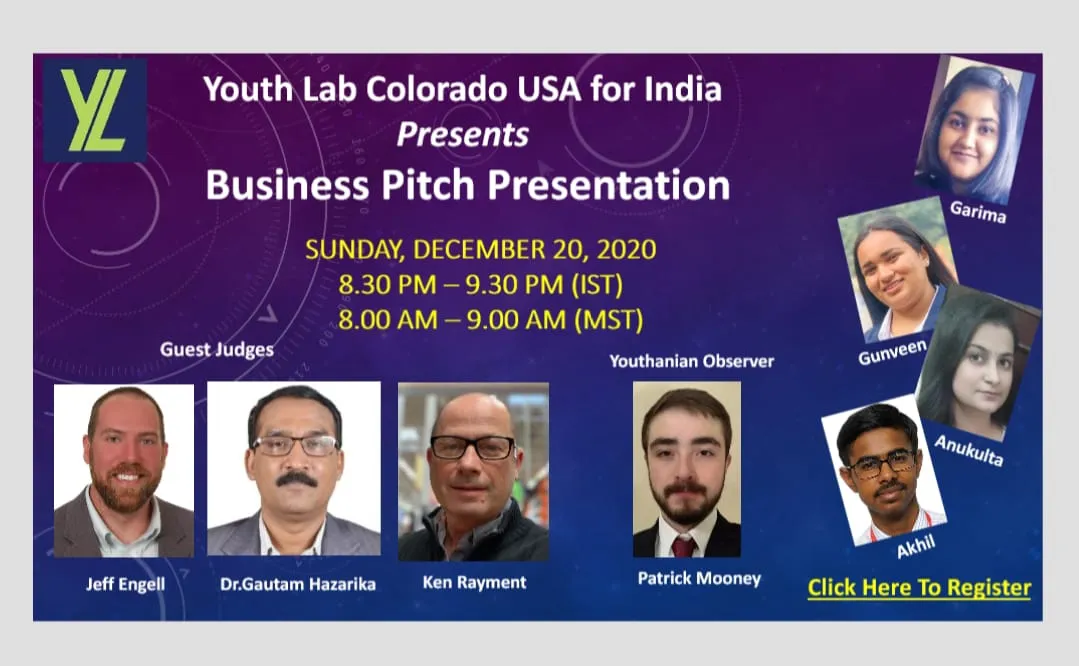 YL
Youth Lab Colorado USA for India
Presents
Business Pitch Presentation
SUNDAY, DECEMBER 20, 2020
8.30 PM – 9.30 PM (IST)
8.00 AM – 9.00 AM (MST)
Guest Judges
Youthanian Observer
Jeff Engell
Dr.Gautam Hazarika
Ken Rayment
Patrick Mooney
Garima
Gunveen
Anukulta
Akhil
Click Here To Register